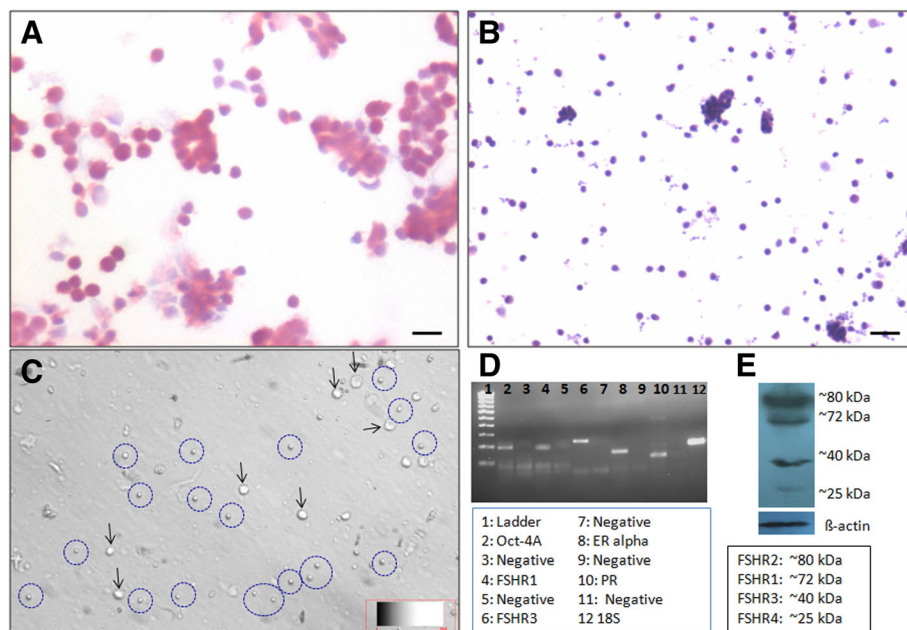 A
B
C
D
1 2 3 4 5 6 7 8 9 10 11 12
1: Ladder
2: Oct-4A
3: Negative
4: FSHR1
5: Negative
6: FSHR3
7: Negative
8: ER alpha
9: Negative
10: PR
11: Negative
12 18S
E
~80 kDa
~72 kDa
~40 kDa
~25 kDa
ß-actin
FSHR2: ~80 kDa
FSHR1: ~72 kDa
FSHR3: ~40 kDa
FSHR4: ~25 kDa